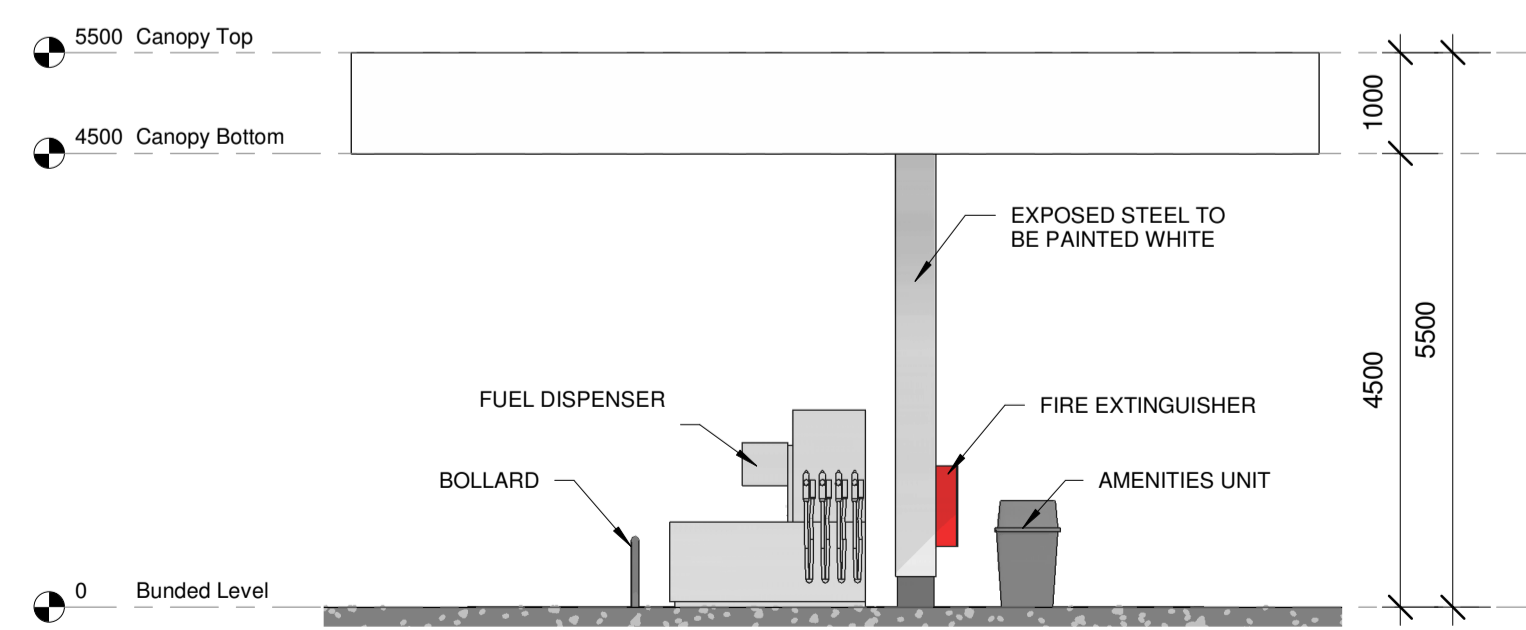 5500 Canopy Top
4500 Canopy Bottom
1000
EXPOSED STEEL TO
BE PAINTED WHITE
5500
4500
FUEL DISPENSER
FIRE EXTINGUISHER
BOLLARD
AMENITIES UNIT
0 Bunded Level